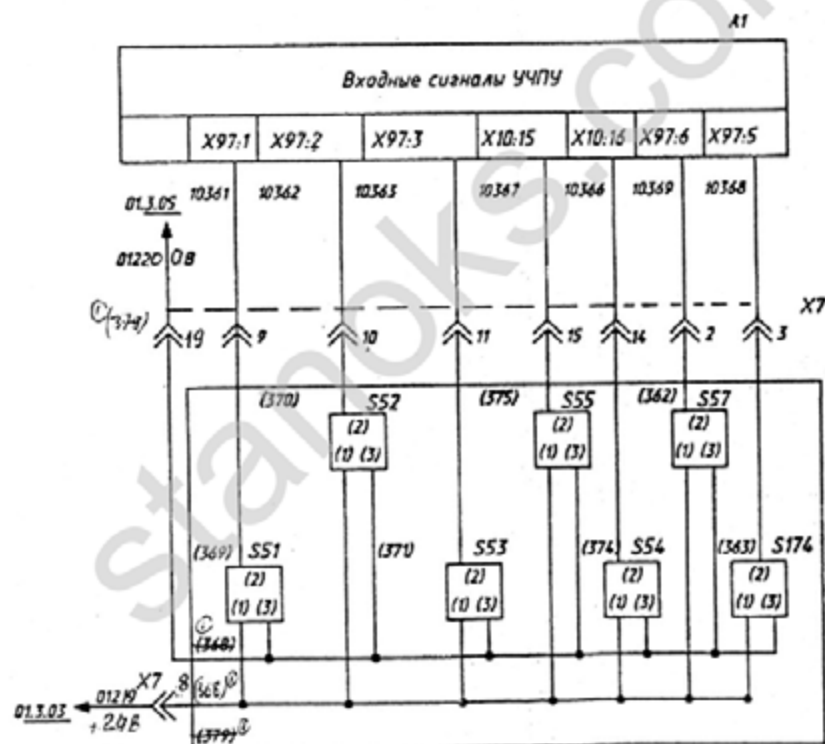 A1
Входные сигналы УЧПУ
X97:1 X97:2 X97:3 X10:15 X10:16 X97:6 X97:5
01.3.05 10361 10362 10363 10367 10366 10369 10368
01220 0В
X7
19 9 10 11 15 14 2 3
(370) S52 (375) S55 (362) S57
(2) (2) (2)
(1) (3) (1) (3) (1) (3)
(369) S51 (371) S53 (374) S54 (363) S174
(2) (2) (2) (2)
(1) (3) (1) (3) (1) (3) (1) (3)
(368)
X7 8
01.3.03 01219
+24В
(379)
stanoks.co